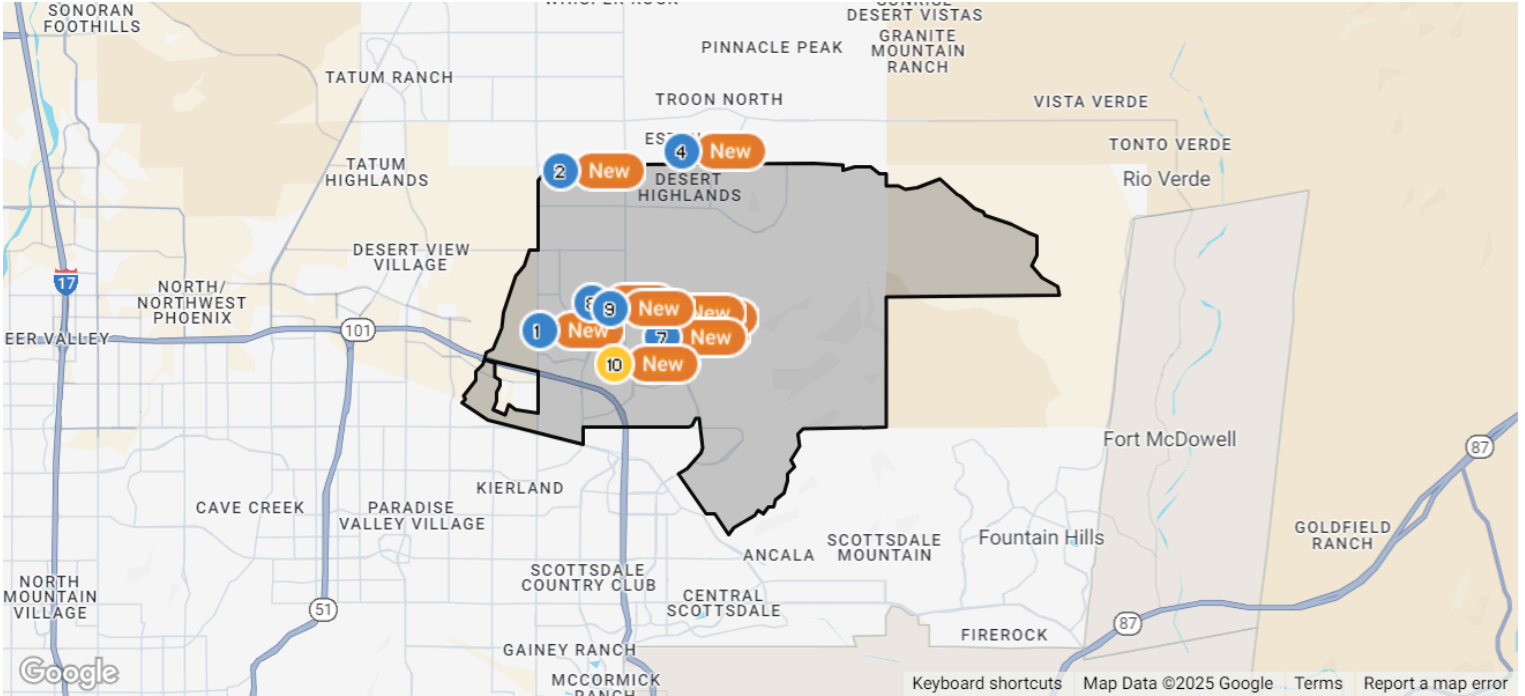 SONORAN
FOOTHILLS
DESERT VISTAS
GRANITE
MOUNTAIN
RANCH
PINNACLE PEAK
TATUM RANCH
TROON NORTH
VISTA VERDE
4 New
TONTO VERDE
2 New
TATUM
HIGHLANDS
DESERT
HIGHLANDS
Rio Verde
DESERT VIEW
VILLAGE
17
NORTH/
NORTHWEST
PHOENIX
8
9 New
New
1 New
101
EER VALLEY
7 New
10 New
Fort McDowell
87
KIERLAND
CAVE CREEK
PARADISE
VALLEY VILLAGE
GOLDFIELD
RANCH
Fountain Hills
SCOTTSDALE
MOUNTAIN
ANCALA
SCOTTSDALE
COUNTRY CLUB
NORTH
MOUNTAIN
VILLAGE
51
CENTRAL
SCOTTSDALE
87
FIREROCK
GAINEY RANCH
MCCORMICK
RANCH
Google
Keyboard shortcuts Map Data ©2025 Google Terms Report a map error